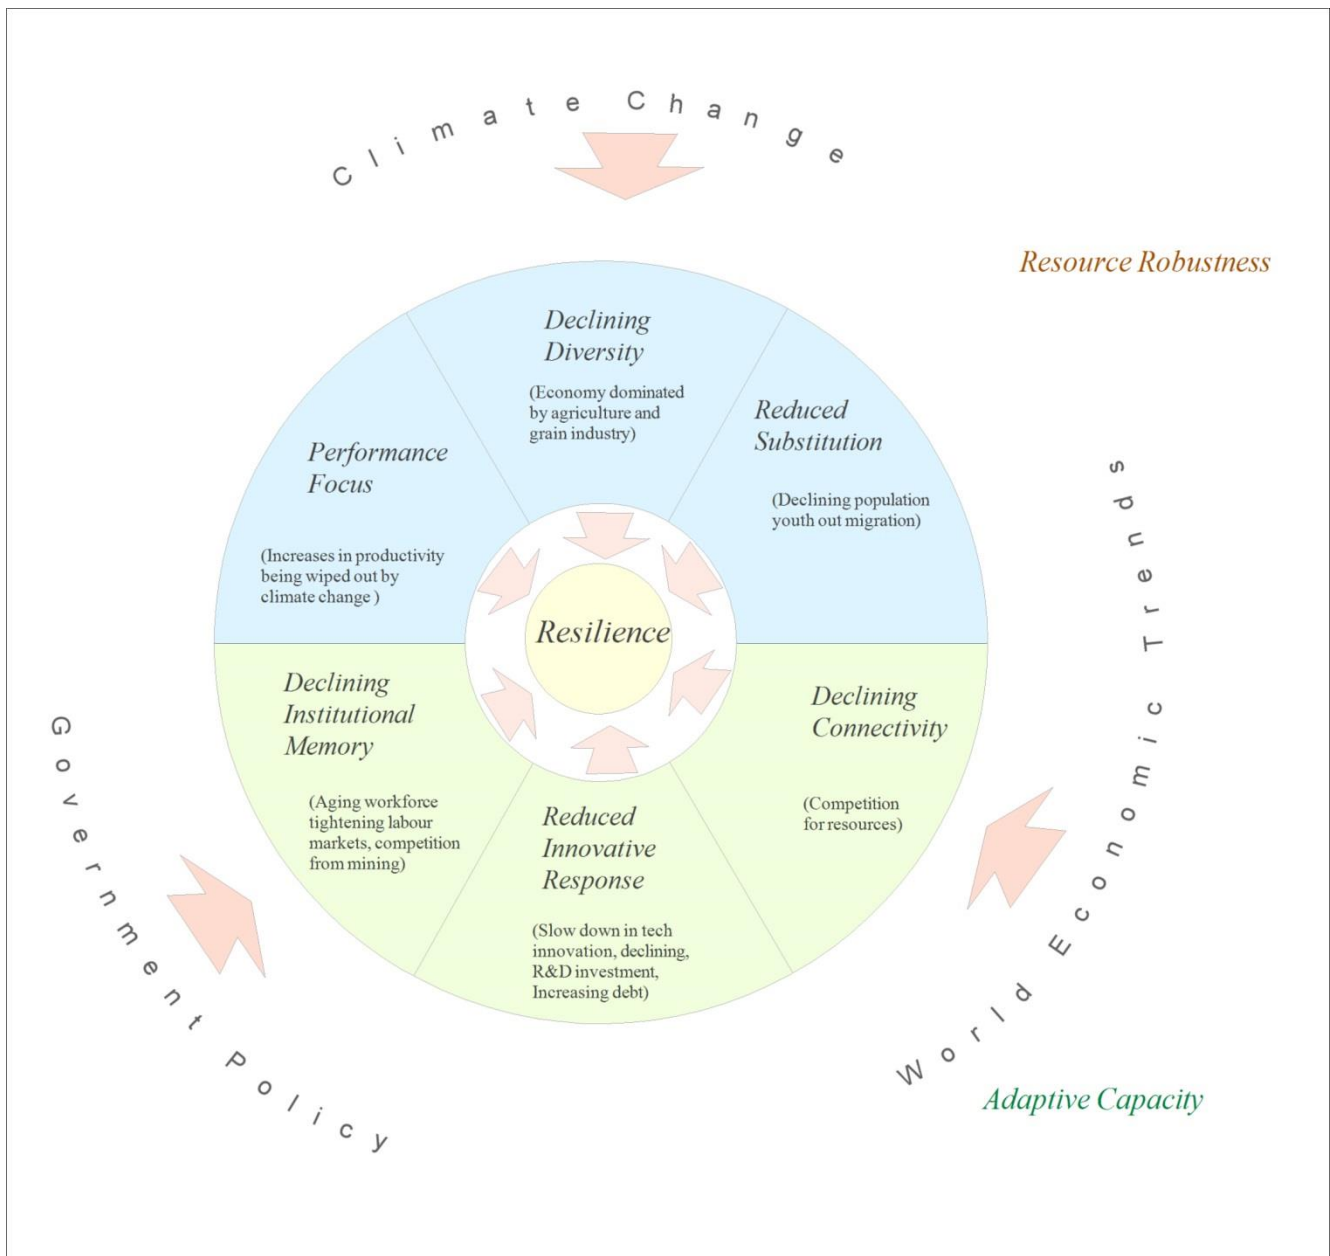 Climate Change
Resource Robustness
Declining
Diversity
(Economy dominated
by agriculture and
grain industry)
Reduced
Substitution
(Declining population
youth out migration)
Performance
Focus
(Increases in productivity
being wiped out by
climate change )
Resilience
Declining
Institutional
Memory
(Aging workforce
tightening labour
markets, competition
from mining)
Reduced
Innovative
Response
(Slow down in tech
innovation, declining,
R&D investment,
Increasing debt)
Declining
Connectivity
(Competition
for resources)
Government Policy
World Economic Trends
Adaptive Capacity